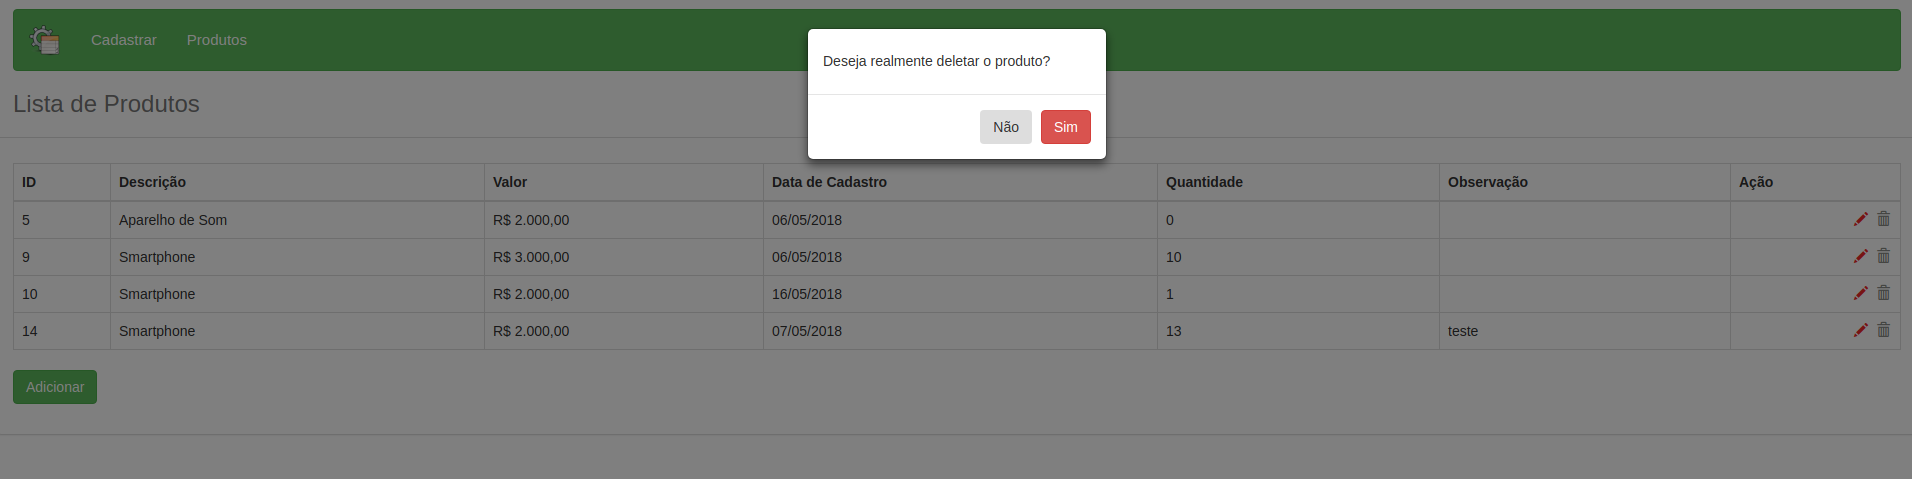 Cadastrar Produtos
Deseja realmente deletar o produto?
Não Sim
Lista de Produtos
ID Descrição Valor Data de Cadastro Quantidade Observação Ação
5 Aparelho de Som R$ 2.000,00 06/05/2018 0
9 Smartphone R$ 3.000,00 06/05/2018 10
10 Smartphone R$ 2.000,00 16/05/2018 1
14 Smartphone R$ 2.000,00 07/05/2018 13 teste
Adicionar